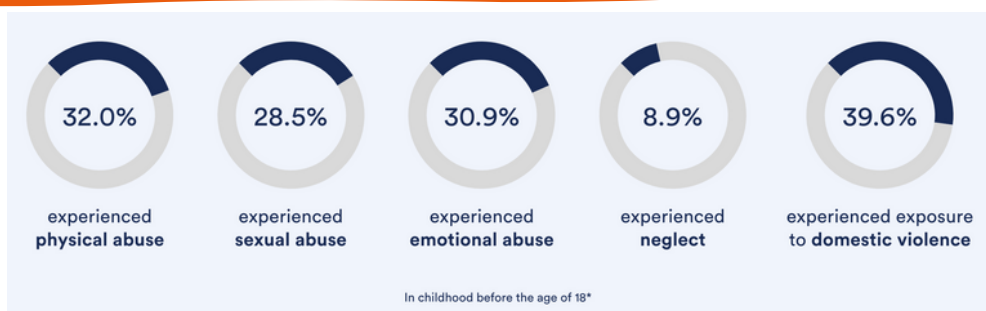 32.0%
experienced
physical abuse
28.5%
experienced
sexual abuse
30.9%
experienced
emotional abuse
8.9%
experienced
neglect
39.6%
experienced exposure
to domestic violence
In childhood before the age of 18*